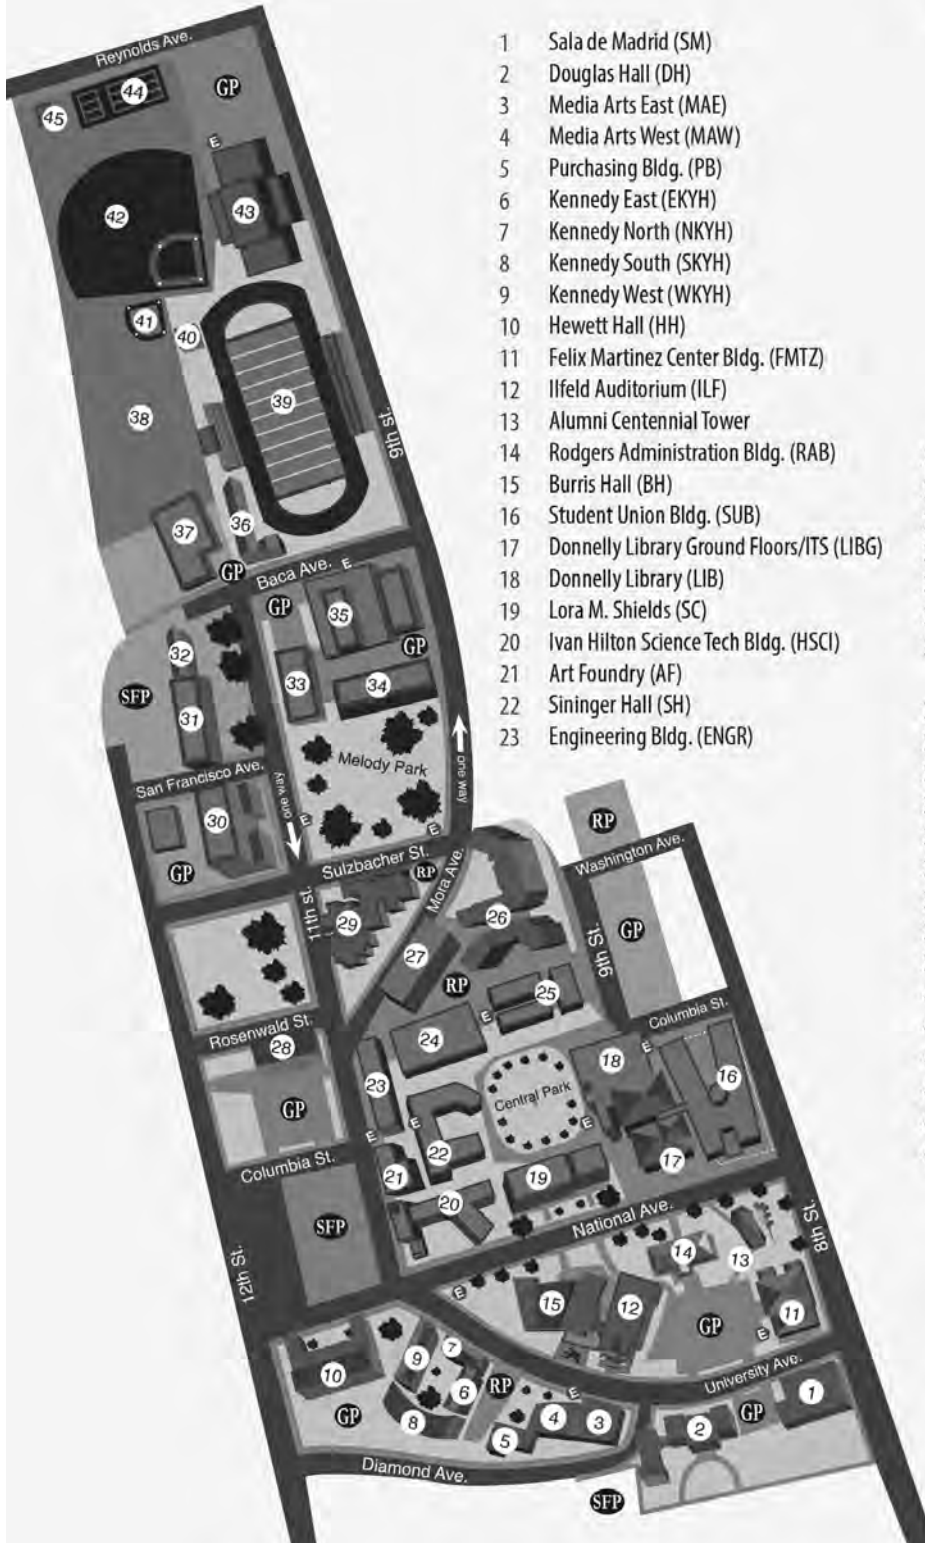 1 Sala de Madrid (SM)
2 Douglas Hall (DH)
3 Media Arts East (MAE)
4 Media Arts West (MAW)
5 Purchasing Bldg. (PB)
6 Kennedy East (EKYH)
7 Kennedy North (NKYH)
8 Kennedy South (SKYH)
9 Kennedy West (WKYH)
10 Hewett Hall (HH)
11 Felix Martinez Center Bldg. (FMTZ)
12 Ilfeld Auditorium (ILF)
13 Alumni Centennial Tower
14 Rodgers Administration Bldg. (RAB)
15 Burris Hall (BH)
16 Student Union Bldg. (SUB)
17 Donnelly Library Ground Floors/ITS (LIBG)
18 Donnelly Library (LIB)
19 Lora M. Shields (SC)
20 Ivan Hilton Science Tech Bldg. (HSCI)
21 Art Foundry (AF)
22 Sininger Hall (SH)
23 Engineering Bldg. (ENGR)
Reynolds Ave.
44
GP
45
E
42
43
41
40
39
38
9th st.
36
37
GP
Baca Ave.
E
GP
35
GP
32
33
34
SFP
31
Melody Park
San Francisco Ave.
one way
one way
30
E
E
GP
Sulzbacher St.
RP
Mora Ave.
RP
Washington Ave.
11th st.
29
26
9th St.
GP
27
RP
25
E
Rosenwald St.
28
24
18
E
Columbia St.
16
23
Central Park
GP
E
E
E
22
17
Columbia St.
21
19
20
SFP
National Ave.
8th St.
12th St.
14
13
E
15
12
11
GP
E
7
9
10
6
RP
E
University Ave.
1
GP
8
4
3
GP
2
5
Diamond Ave.
SFP